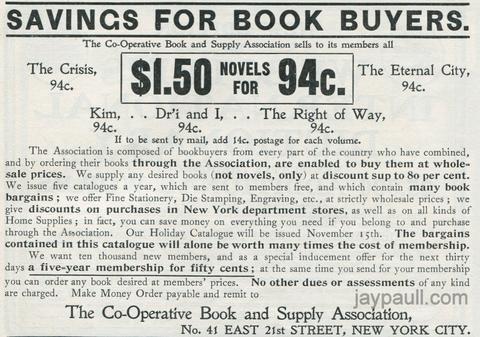 SAVINGS FOR BOOK BUYERS.
The Co-Operative Book and Supply Association sells to its members all
The Crisis,
94c.
$1.50 NOVELS FOR 94c.
The Eternal City,
94c.
Kim, . . Dr'i and I, . . The Right of Way,
94c. 94c. 94c.
If to be sent by mail, add 14c. postage for each volume.
The Association is composed of bookbuyers from every part of the country who have combined,
and by ordering their books through the Association, are enabled to buy them at whole-
sale prices. We supply any desired books (not novels, only) at discount sup to 80 per cent.
We issue five catalogues a year, which are sent to members free, and which contain many book
bargains; we offer Fine Stationery, Die Stamping, Engraving, etc., at strictly wholesale prices; we
give discounts on purchases in New York department stores, as well as on all kinds of
Home Supplies; in fact, you can save money on everything you need if you belong to and purchase
through the Association. Our Holiday Catalogue will be issued November 15th. The bargains
contained in this catalogue will alone be worth many times the cost of membership.
We want ten thousand new members, and as a special inducement offer for the next thirty
days a five-year membership for fifty cents; at the same time you send for your membership
you can order any book desired at members' prices. No other dues or assessments of any kind
are charged. Make Money Order payable and remit to
jaypaull.com
The Co-Operative Book and Supply Association,
No. 41 EAST 21st STREET, NEW YORK CITY.